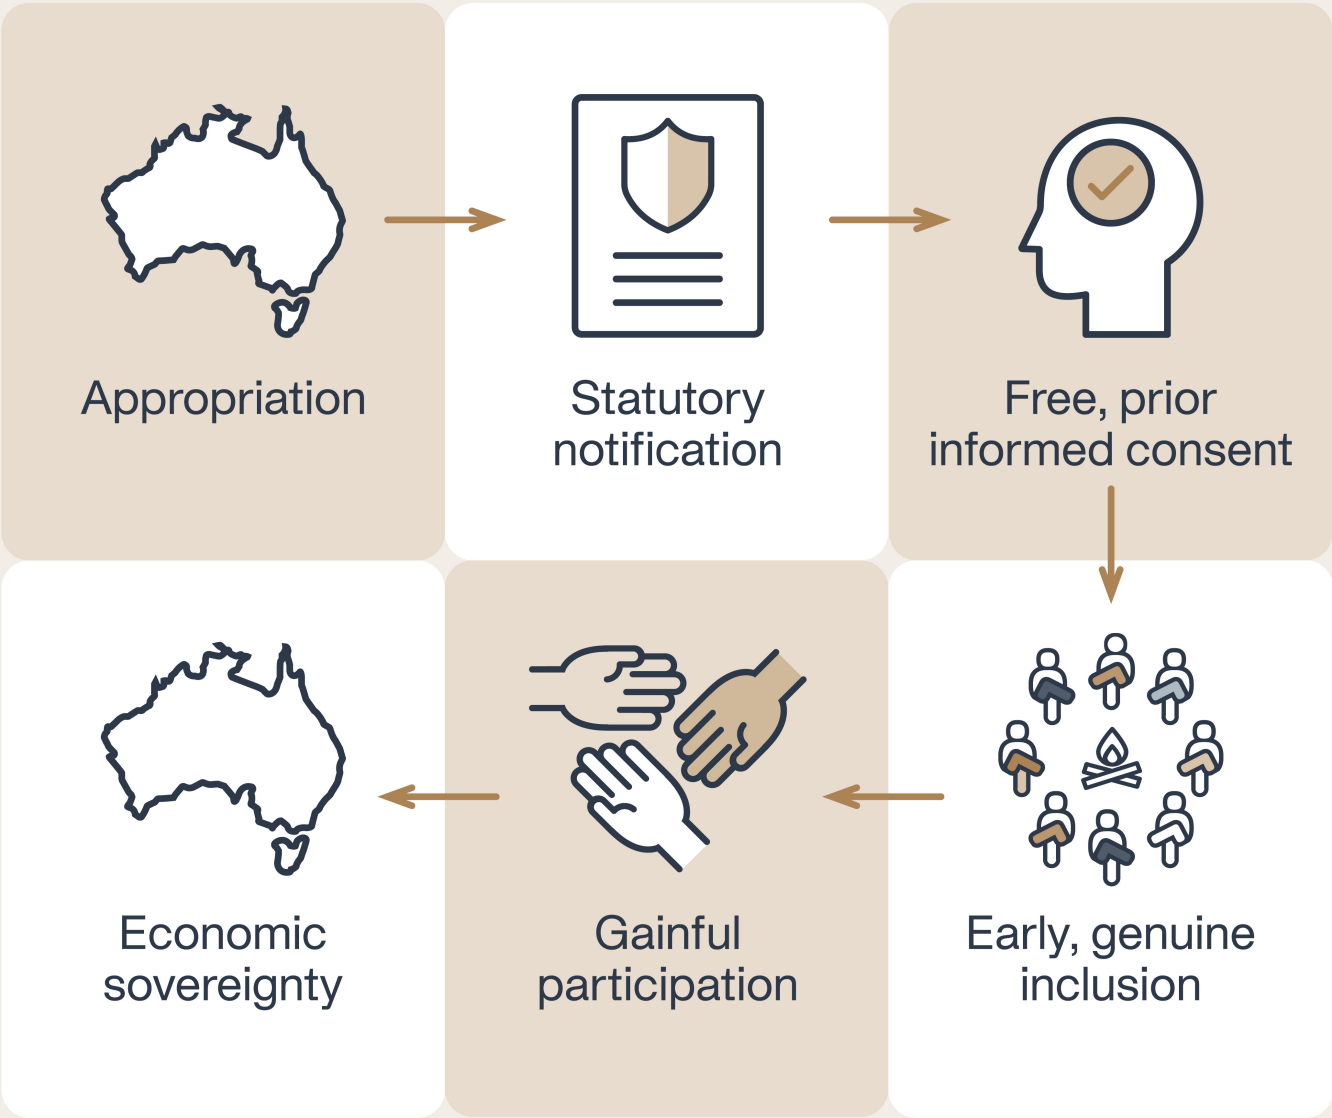 Appropriation
Statutory
notification
Free, prior
informed consent
Early, genuine
inclusion
Gainful
participation
Economic
sovereignty